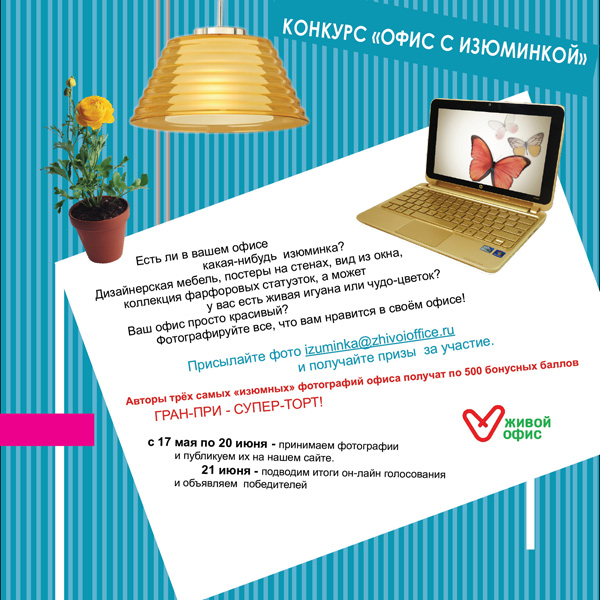 КОНКУРС «ОФИС С ИЗЮМИНКОЙ»
Есть ли в вашем офисе
какая-нибудь изюминка?
Дизайнерская мебель, постеры на стенах, вид из окна,
коллекция фарфоровых статуэток, а может
у вас есть живая игуана или чудо-цветок?
Ваш офис просто красивый?
Фотографируйте все, что вам нравится в своём офисе!
Присылайте фото izuminka@zhivoioffice.ru
и получайте призы за участие.
Авторы трёх самых «изюмных» фотографий офиса получат по 500 бонусных баллов
ГРАН-ПРИ - СУПЕР-ТОРТ!
с 17 мая по 20 июня - принимаем фотографии
и публикуем их на нашем сайте.
21 июня - подводим итоги он-лайн голосования
и объявляем победителей
живой
офис